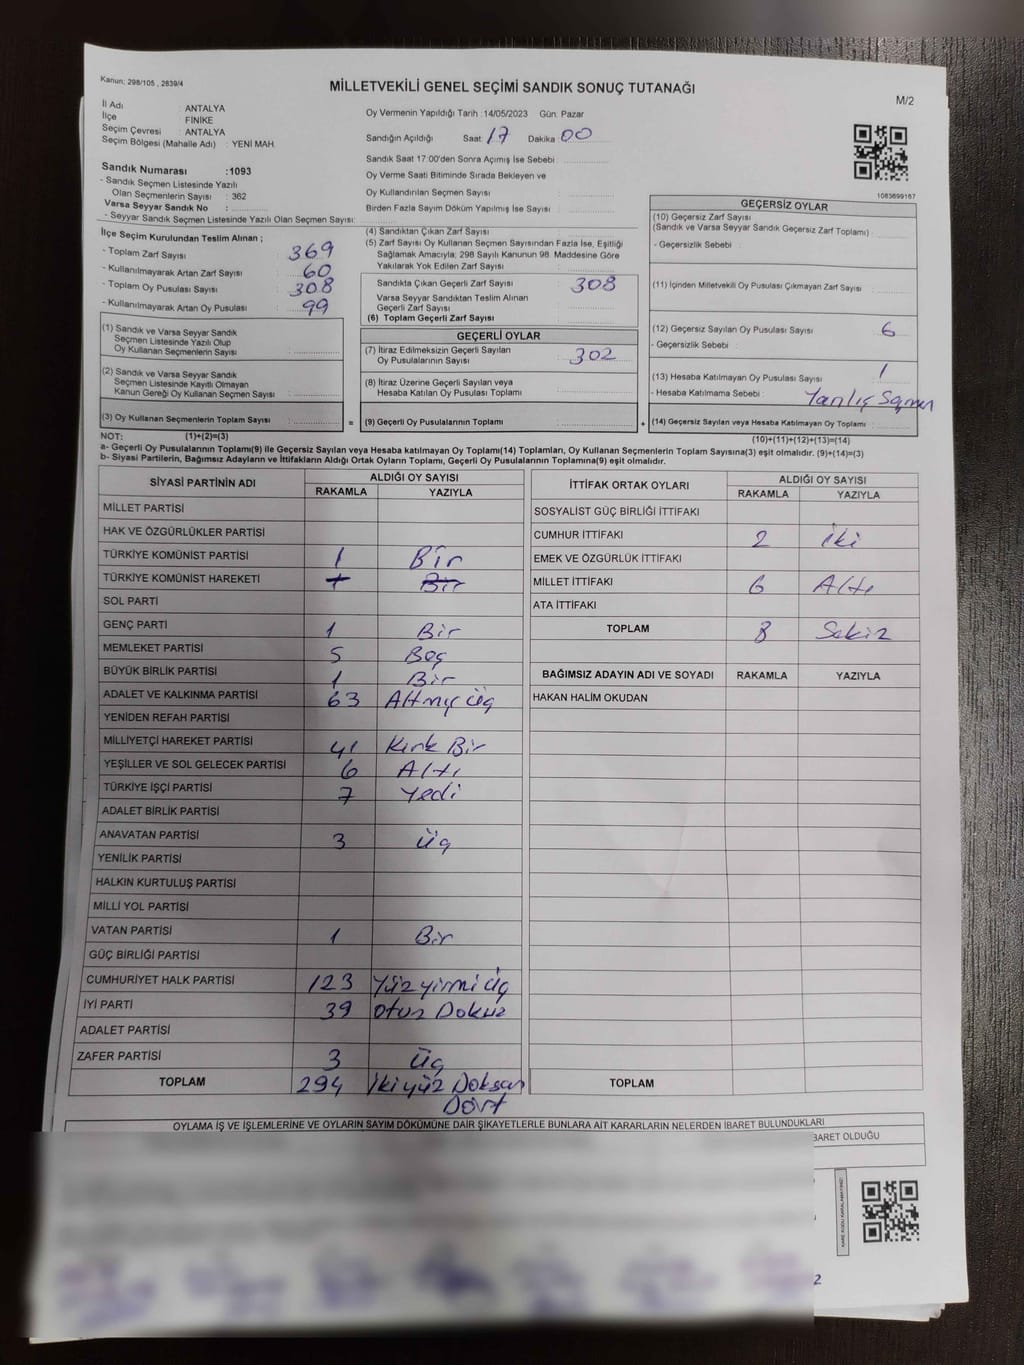 Kanun; 298/105 , 2839/4
MİLLETVEKİLİ GENEL SEÇİMİ SANDIK SONUÇ TUTANAĞI
M/2
İl Adı : ANTALYA
İlçe : FİNİKE
Seçim Çevresi : ANTALYA
Seçim Bölgesi (Mahalle Adı) : YENİ MAH.
Sandık Numarası :1093
- Sandık Seçmen Listesinde Yazılı
Olan Seçmenlerin Sayısı : 362
Varsa Seyyar Sandık No :
- Seyyar Sandık Seçmen Listesinde Yazılı Olan Seçmen Sayısı:
Oy Vermenin Yapıldığı Tarih :14/05/2023 Gün: Pazar
Sandığın Açıldığı Saat 17 Dakika 00
Sandık Saat 17:00'den Sonra Açımış İse Sebebi :
Oy Verme Saati Bitiminde Sırada Bekleyen ve
Oy Kullandırılan Seçmen Sayısı :
Birden Fazla Sayım Döküm Yapılmış İse Sayısı
1083699167
İlçe Seçim Kurulundan Teslim Alınan ;
- Toplam Zarf Sayısı : 369
- Kullanılmayarak Artan Zarf Sayısı : 60
- Toplam Oy Pusulası Sayısı : 308
- Kullanılmayarak Artan Oy Pusulası : 99
(1) Sandık ve Varsa Seyyar Sandık
Seçmen Listesinde Yazılı Olup
Oy Kullanan Seçmenlerin Sayısı :
(2) Sandık ve Varsa Seyyar Sandık
Seçmen Listesinde Kayıtlı Olmayan
Kanun Gereği Oy Kullanan Seçmen Sayısı :
(3) Oy Kullanan Seçmenlerin Toplam Sayısı :
(4) Sandıktan Çıkan Zarf Sayısı :
(5) Zarf Sayısı Oy Kullanan Seçmen Sayısından Fazla İse, Eşitliği
Sağlamak Amacıyla; 298 Sayılı Kanunun 98. Maddesine Göre
Yakılarak Yok Edilen Zarf Sayısı :
Sandıkta Çıkan Geçerli Zarf Sayısı : 308
Varsa Seyyar Sandıktan Teslim Alınan
Geçerli Zarf Sayısı :
(6) Toplam Geçerli Zarf Sayısı :
GEÇERLİ OYLAR
(7) İtiraz Edilmeksizin Geçerli Sayılan
Oy Pusulalarının Sayısı : 302
(8) İtiraz Üzerine Geçerli Sayılan veya
Hesaba Katılan Oy Pusulası Toplamı :
= (9) Geçerli Oy Pusulalarının Toplamı :
GEÇERSİZ OYLAR
(10) Geçersiz Zarf Sayısı
(Sandık ve Varsa Seyyar Sandık Geçersiz Zarf Toplamı) :
- Geçersizlik Sebebi :
(11) İçinden Milletvekili Oy Pusulası Çıkmayan Zarf Sayısı :
(12) Geçersiz Sayılan Oy Pusulası Sayısı : 6
- Geçersizlik Sebebi :
(13) Hesaba Katılmayan Oy Pusulası Sayısı : 1
- Hesaba Katılmama Sebebi : Yanlış Seçmen
+ (14) Geçersiz Sayılan veya Hesaba Katılmayan Oy Toplamı :
NOT: (1)+(2)=(3)
(10)+(11)+(12)+(13)=(14)
a- Geçerli Oy Pusulalarının Toplamı(9) ile Geçersiz Sayılan veya Hesaba katılmayan Oy Toplamı(14) Toplamları, Oy Kullanan Seçmenlerin Toplam Sayısına(3) eşit olmalıdır. (9)+(14)=(3)
b- Siyasi Partilerin, Bağımsız Adayların ve İttifakların Aldığı Ortak Oyların Toplamı, Geçerli Oy Pusulalarının Toplamına(9) eşit olmalıdır.
SİYASİ PARTİNİN ADI ALDIĞI OY SAYISI
RAKAMLA YAZIYLA
MİLLET PARTİSİ
HAK VE ÖZGÜRLÜKLER PARTİSİ
TÜRKİYE KOMÜNİST PARTİSİ 1 Bir
TÜRKİYE KOMÜNİST HAREKETİ 1 Bir
SOL PARTİ
GENÇ PARTİ 1 Bir
MEMLEKET PARTİSİ 5 Beş
BÜYÜK BİRLİK PARTİSİ 1 Bir
ADALET VE KALKINMA PARTİSİ 63 Altmış üç
YENİDEN REFAH PARTİSİ
MİLLİYETÇİ HAREKET PARTİSİ 41 Kırk Bir
YEŞİLLER VE SOL GELECEK PARTİSİ 6 Altı
TÜRKİYE İŞÇİ PARTİSİ 7 Yedi
ADALET BİRLİK PARTİSİ
ANAVATAN PARTİSİ 3 üç
YENİLİK PARTİSİ
HALKIN KURTULUŞ PARTİSİ
MİLLİ YOL PARTİSİ
VATAN PARTİSİ 1 Bir
GÜÇ BİRLİĞİ PARTİSİ
CUMHURİYET HALK PARTİSİ 123 Yüzyirmi üç
İYİ PARTİ 39 Otuz Dokuz
ADALET PARTİSİ
ZAFER PARTİSİ 3 üç
TOPLAM 294 İkiyüz Doksan
Dört
İTTİFAK ORTAK OYLARI ALDIĞI OY SAYISI
RAKAMLA YAZIYLA
SOSYALİST GÜÇ BİRLİĞİ İTTİFAKI
CUMHUR İTTİFAKI 2 iki
EMEK VE ÖZGÜRLÜK İTTİFAKI
MİLLET İTTİFAKI 6 Altı
ATA İTTİFAKI
TOPLAM 8 Sekiz
BAĞIMSIZ ADAYIN ADI VE SOYADI RAKAMLA YAZIYLA
HAKAN HALİM OKUDAN
TOPLAM
OYLAMA İŞ VE İŞLEMLERİNE VE OYLARIN SAYIM DÖKÜMÜNE DAİR ŞİKAYETLERLE BUNLARA AİT KARARLARIN NELERDEN İBARET BULUNDUKLARI
BARET OLDUĞU
KARE KODU KARALAMAYINIZ!
2